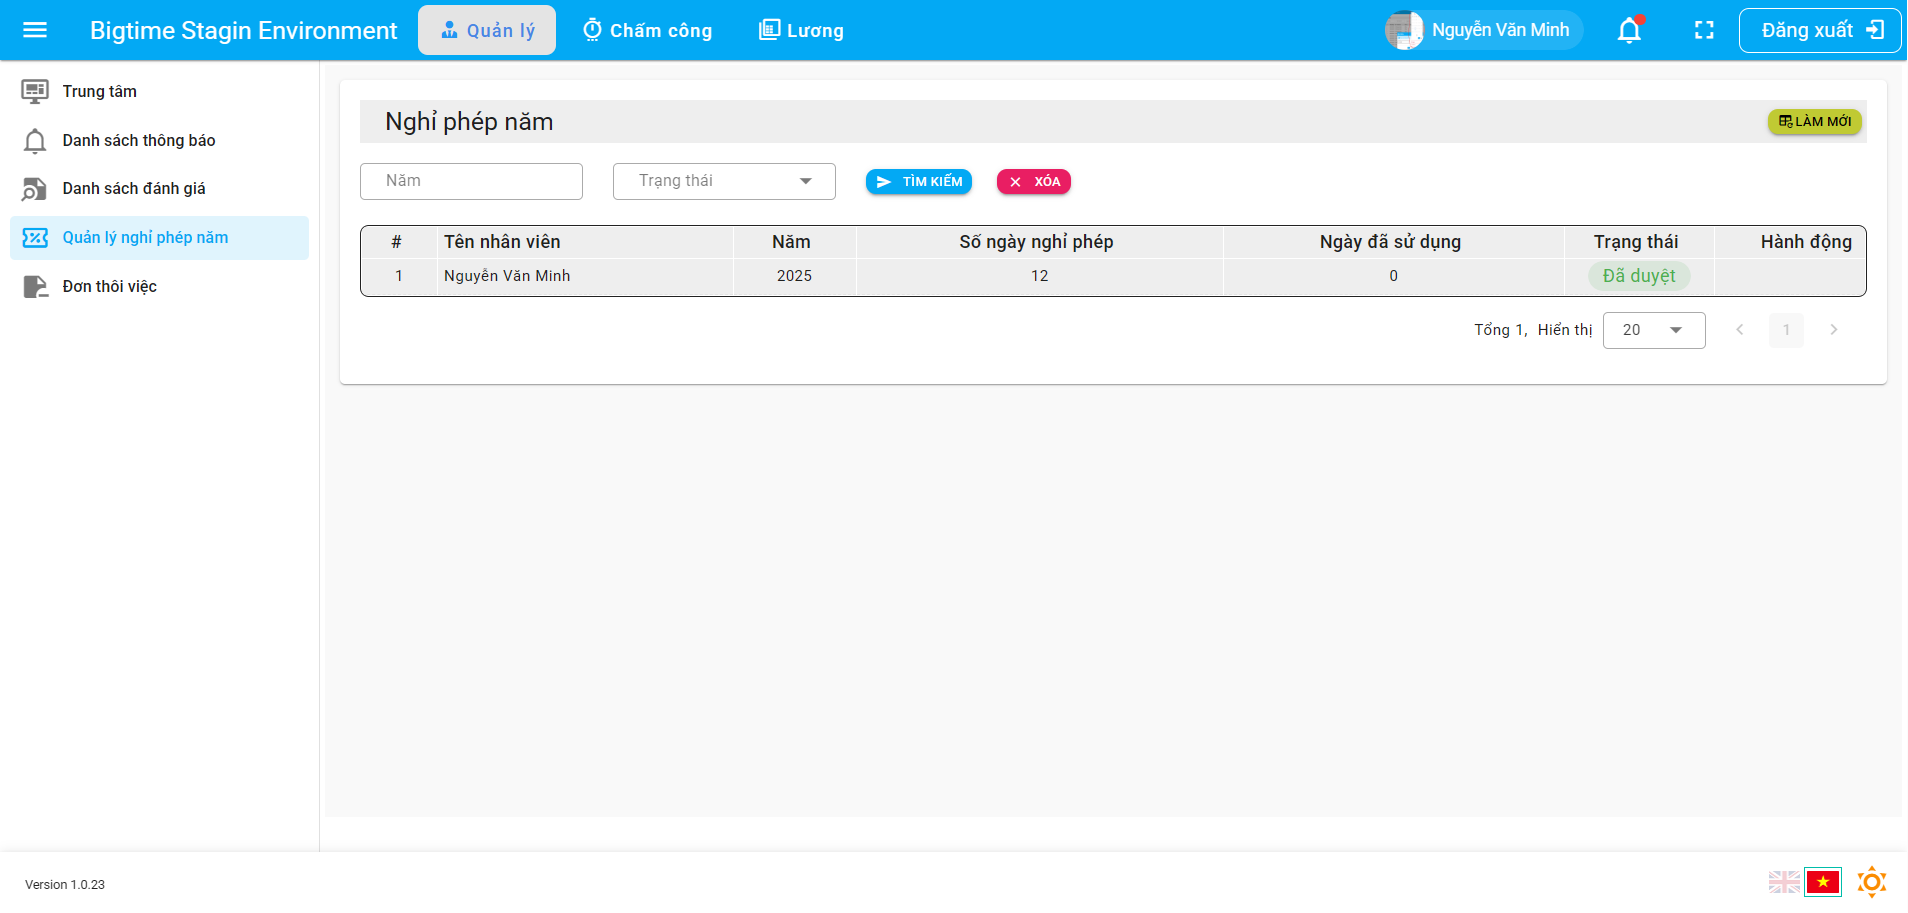 Bigtime Stagin Environment
Quản lý
Chấm công
Lương
Nguyễn Văn Minh
Đăng xuất
Trung tâm
Danh sách thông báo
Danh sách đánh giá
Quản lý nghỉ phép năm
Đơn thôi việc
Nghỉ phép năm
LÀM MỚI
Năm
Trạng thái
TÌM KIẾM
XÓA
# Tên nhân viên Năm Số ngày nghỉ phép Ngày đã sử dụng Trạng thái Hành động
1 Nguyễn Văn Minh 2025 12 0 Đã duyệt
Tổng 1, Hiển thị 20 1
Version 1.0.23